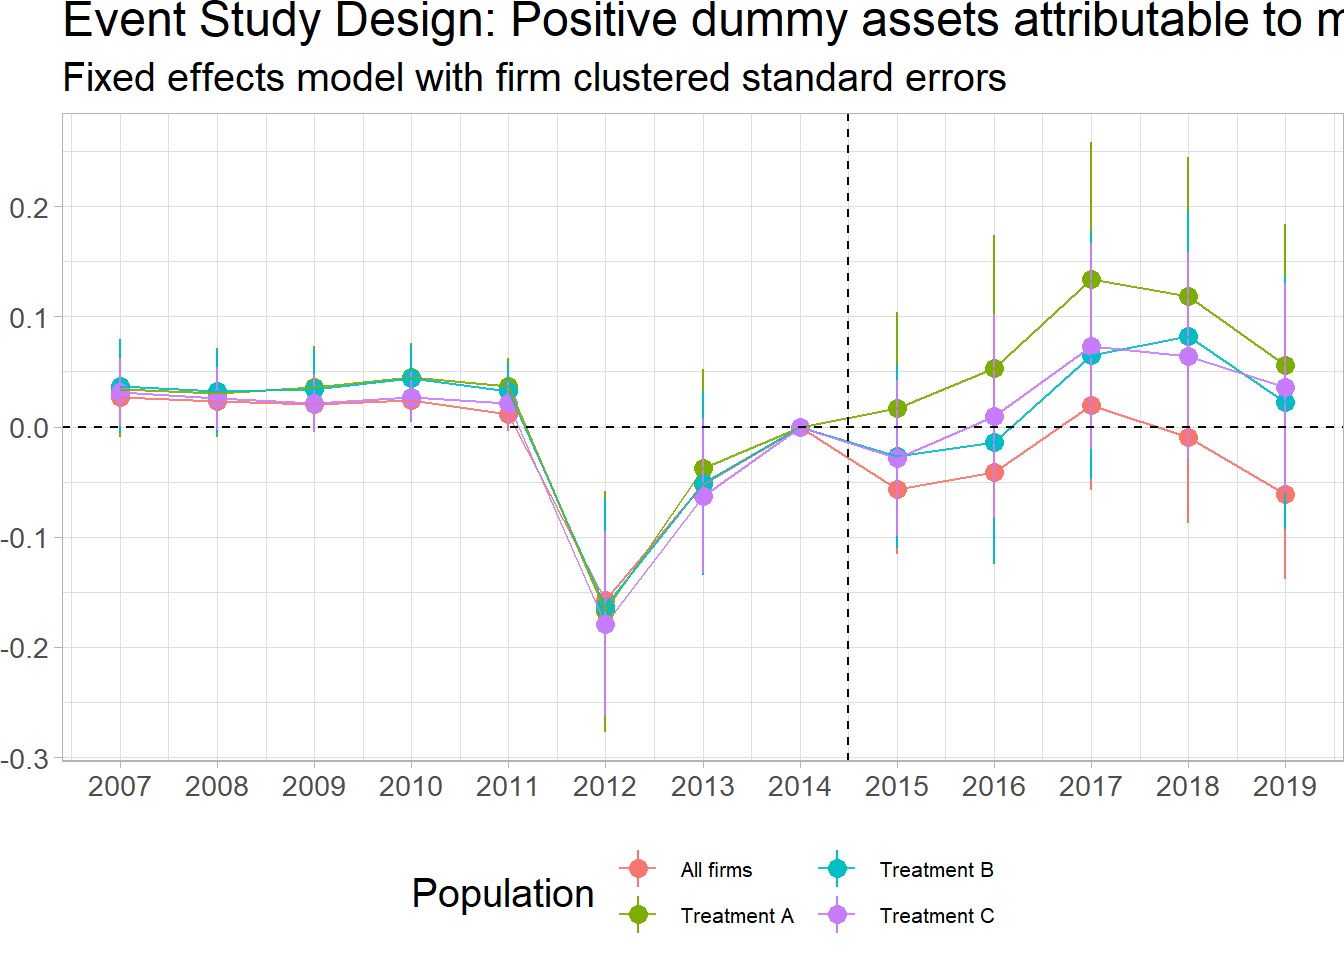 Event Study Design: Positive dummy assets attributable to
Fixed effects model with firm clustered standard errors
0.2
0.1
0.0
-0.1
-0.2
-0.3
2007 2008 2009 2010 2011 2012 2013 2014 2015 2016 2017 2018 2019
Population
All firms
Treatment A
Treatment B
Treatment C